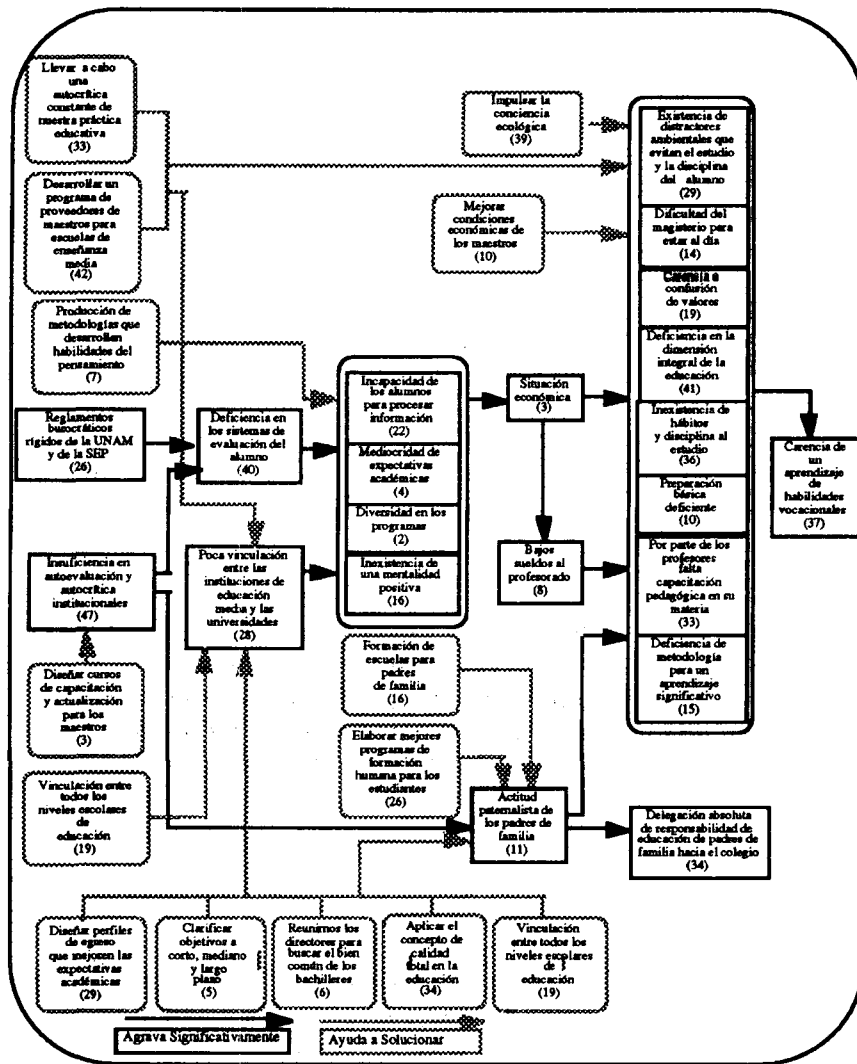 Llevar a cabo
una
autocrítica
constante de
nuestra práctica
educativa
(33)
Desarrollar un
programa de
proveedores de
maestros para
escuelas de
enseñanza
media
(42)
Producción de
metodologías que
desarrollen
habilidades del
pensamiento
(7)
Reglamentos
burocráticos
rígidos de la UNAM
y de la SEP
(26)
Insuficiencia en
autoevaluación y
autocrítica
institucionales
(47)
Diseñar cursos
de capacitación
y actualización
para los
maestros
(3)
Vinculación entre
todos los
niveles escolares
de
educación
(19)
Deficiencia en
los sistemas de
evaluación del
alumno
(40)
Poca vinculación
entre las
instituciones de
educación
media y las
universidades
(28)
Incapacidad de
los alumnos
para procesar
información
(22)
Mediocridad de
expectativas
académicas
(4)
Diversidad en los
programas
(2)
Inexistencia de
una mentalidad
positiva
(16)
Formación de
escuelas para
padres
de familia
(16)
Elaborar mejores
programas de
formación
humana para los
estudiantes
(26)
Impulsar la
conciencia
ecológica
(39)
Mejorar
condiciones
económicas de
los maestros
(10)
Situación
económica
(3)
Bajos
sueldos al
profesorado
(8)
Actitud
paternalista de
los padres de
familia
(11)
Existencia de
distractores
ambientales que
evitan el estudio
y la disciplina
del alumno
(29)
Dificultad del
magisterio para
estar al día
(14)
Carencia o
confusión de
valores
(19)
Deficiencia en la
dimensión
integral de la
educación
(41)
Inexistencia de
hábitos
y disciplina al
estudio
(36)
Preparación
básica
deficiente
(10)
Por parte de los
profesores
falta
capacitación
pedagógica en su
materia
(33)
Deficiencia de
metodología
para un
aprendizaje
significativo
(15)
Carencia de
un
aprendizaje
de
habilidades
vocacionales
(37)
Delegación absoluta
de responsabilidad de
educación de padres de
familia hacia el colegio
(34)
Diseñar perfiles
de egreso
que mejoren las
expectativas
académicas
(29)
Clarificar
objetivos a
corto, mediano
y largo
plazo
(5)
Reunirnos los
directores para
buscar el bien
común de los
bachilleres
(6)
Aplicar el
concepto de
calidad
total en la
educación
(34)
Vinculación
entre todos los
niveles escolares
de
educación
(19)
Agrava Significativamente
Ayuda a Solucionar